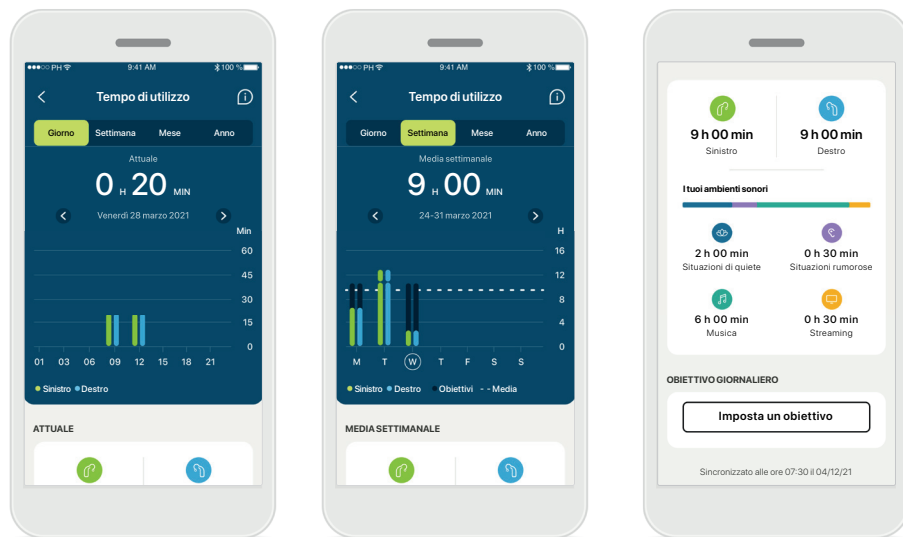 PH 9:41 AM 100 %
Tempo di utilizzo
Giorno Settimana Mese Anno
Attuale
0 H 20 MIN
Venerdì 28 marzo 2021
Min
60
45
30
15
0
01 03 06 09 12 15 18 21
Sinistro Destro
ATTUALE
PH 9:41 AM 100 %
Tempo di utilizzo
Giorno Settimana Mese Anno
Media settimanale
9 H 00 MIN
24-31 marzo 2021
H
16
12
8
4
0
M T W T F S S
Sinistro Destro Obiettivi - - Media
MEDIA SETTIMANALE
9 h 00 min 9 h 00 min
Sinistro Destro
I tuoi ambienti sonori
2 h 00 min 0 h 30 min
Situazioni di quiete Situazioni rumorose
6 h 00 min 0 h 30 min
Musica Streaming
OBIETTIVO GIORNALIERO
Imposta un obiettivo
Sincronizzato alle ore 07:30 il 04/12/21